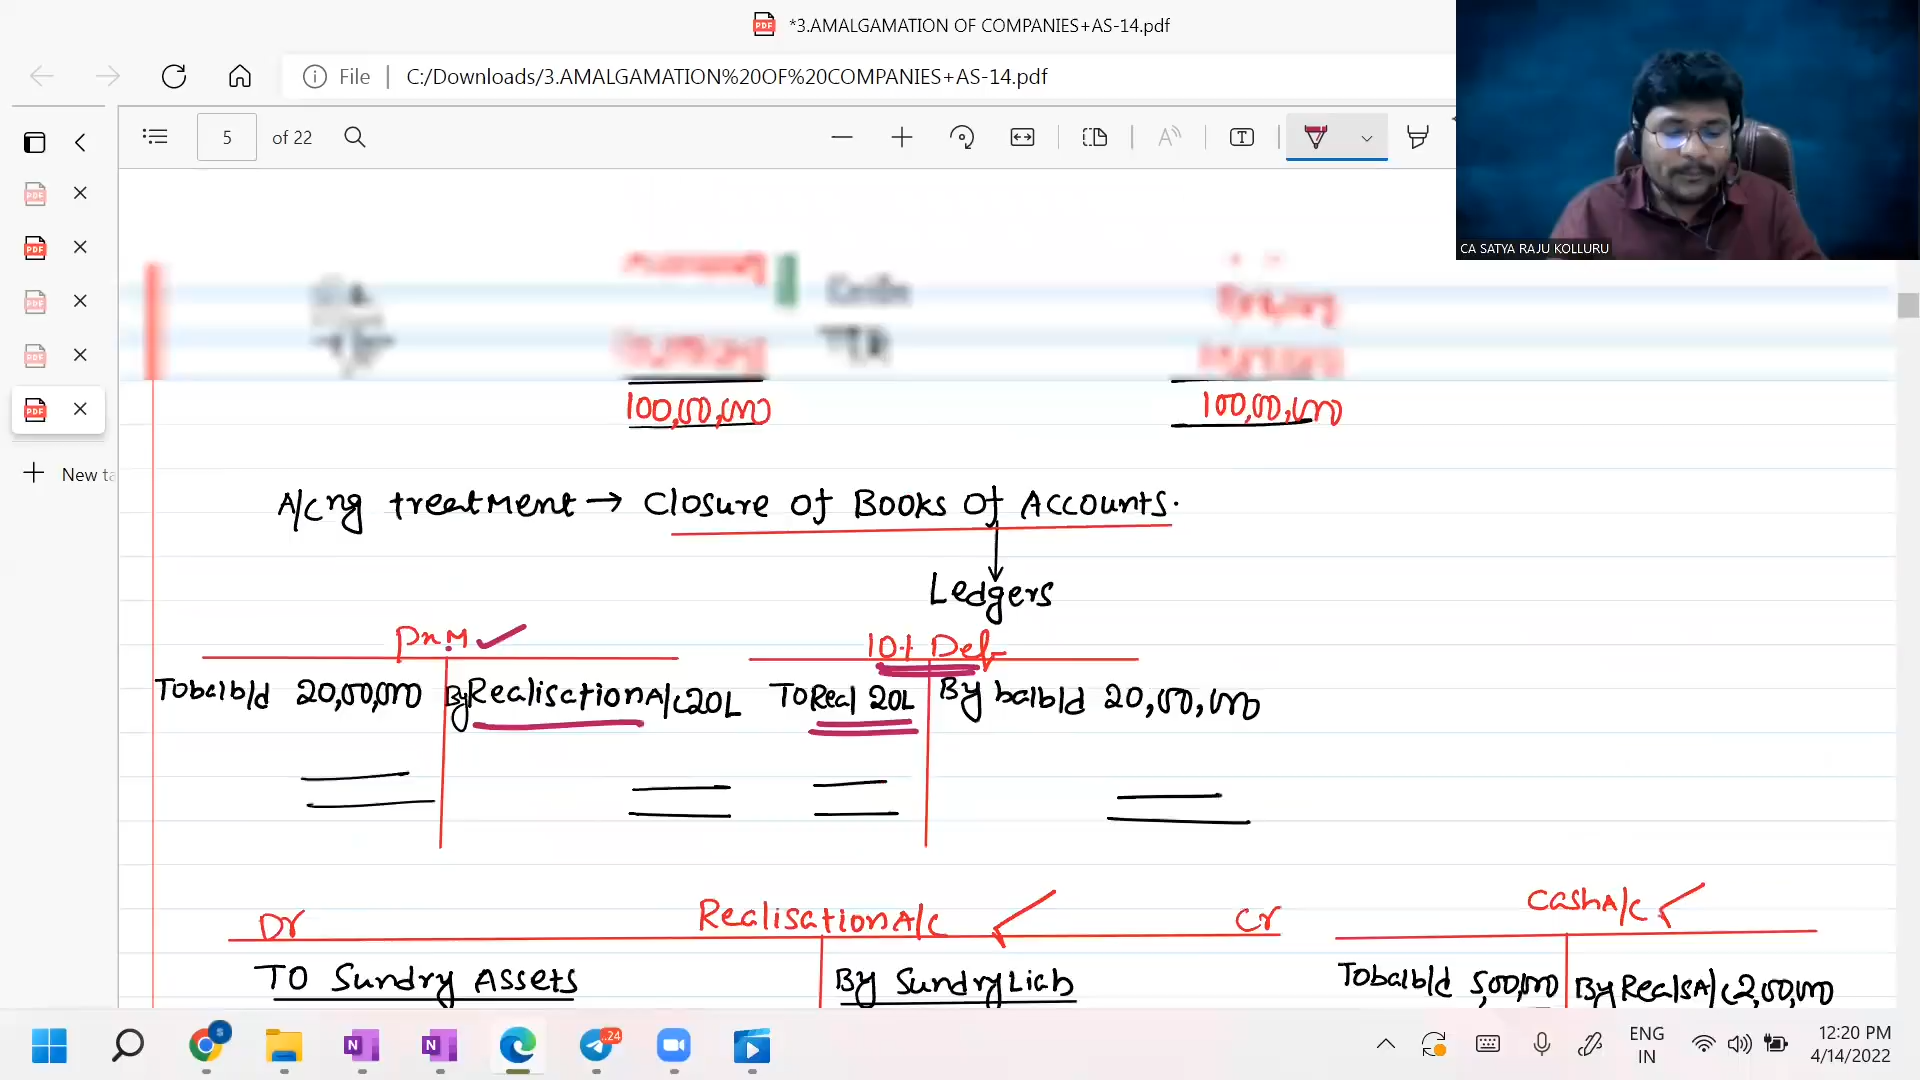 *3.AMALGAMATION OF COMPANIES+AS-14.pdf
File
C:/Downloads/3.AMALGAMATION%20OF%20COMPANIES+AS-14.pdf
5 of 22
CA SATYA RAJU KOLLURU
New ta
100,00,000 100,00,000
A/cng treatment → Closure of Books of Accounts.
Ledgers
PnM 10% Deb
To bal b/d 20,00,000 By Realisation A/c 20L To Real 20L By bal b/d 20,00,000
Dr Realisation A/c Cr Cash A/c
To Sundry Assets By Sundry Liab To bal b/d 5,00,000 By Reals A/c 2,00,000
24
ENG
IN
12:20 PM
4/14/2022